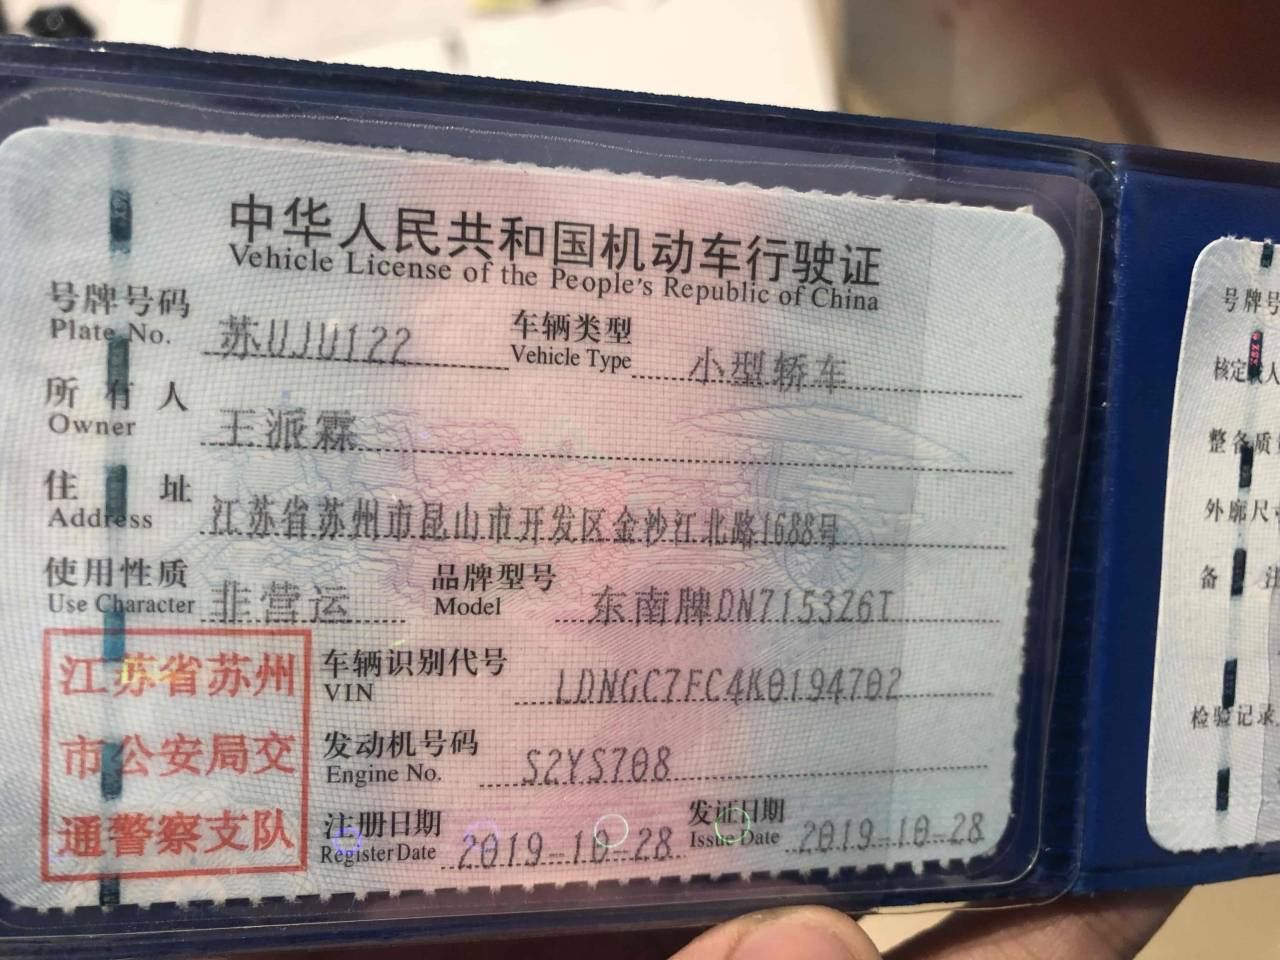 中华人民共和国机动车行驶证
Vehicle License of the People's Republic of China
号牌号码 苏UJU122 车辆类型 小型轿车
Plate No. Vehicle Type
所有人 王派霖
Owner
住址 江苏省苏州市昆山市开发区金沙江北路1688号
Address
使用性质 非营运 品牌型号 东南牌DN7153Z6T
Use Character Model
江苏省苏州
市公安局交
通警察支队
车辆识别代号 LDNGC7FC4K0194702
VIN
发动机号码 S2YS708
Engine No.
注册日期 2019-10-28 发证日期 2019-10-28
Register Date Issue Date
号牌号
核定载人
整备质
外廓尺
备 注
检验记录